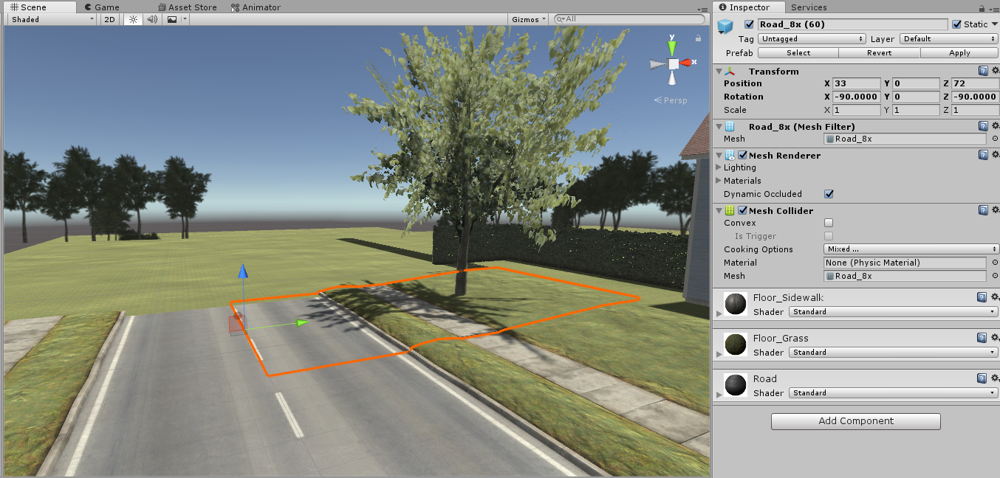 Scene Game Asset Store Animator
Shaded 2D Gizmos All
y
x
Persp
Inspector Services
Road_8x (60) Static
Tag Untagged Layer Default
Prefab Select Revert Apply
Transform
Position X 33 Y 0 Z 72
Rotation X -90.0000 Y 0 Z -90.0000
Scale X 1 Y 1 Z 1
Road_8x (Mesh Filter)
Mesh Road_8x
Mesh Renderer
Lighting
Materials
Dynamic Occluded
Mesh Collider
Convex
Is Trigger
Cooking Options Mixed ...
Material None (Physic Material)
Mesh Road_8x
Floor_Sidewalk
Shader Standard
Floor_Grass
Shader Standard
Road
Shader Standard
Add Component